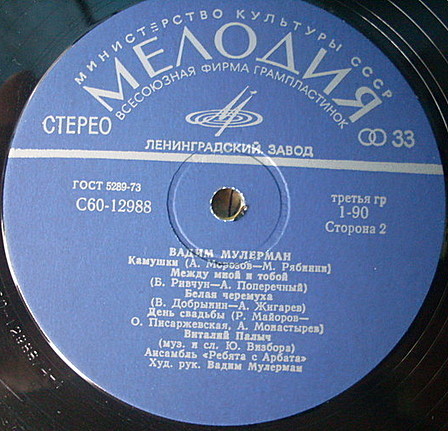 МИНИСТЕРСТВО КУЛЬТУРЫ СССР
МЕЛОДИЯ
ВСЕСОЮЗНАЯ ФИРМА ГРАМПЛАСТИНОК
СТЕРЕО
33
ЛЕНИНГРАДСКИЙ ЗАВОД
ГОСТ 5289-73
С60-12988
третья гр
1-90
Сторона 2
ВАДИМ МУЛЕРМАН
Камушки (А. Морозов—М. Рябинин)
Между мной и тобой
(Б. Ривчун—А. Поперечный)
Белая черемуха
(В. Добрынин—А. Жигарев)
День свадьбы (Р. Майоров—
О. Писаржевская, А. Монастырев)
Виталий Палыч
(муз. и сл. Ю. Визбора)
Ансамбль «Ребята с Арбата»
Худ. рук. Вадим Мулерман